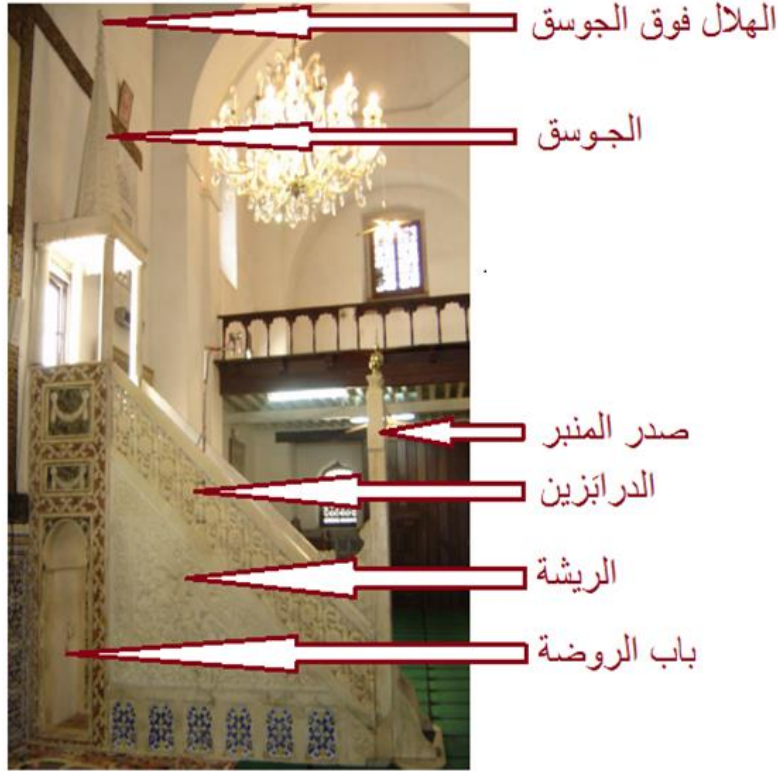 الهلال فوق الجوسق
الجوسق
صدر المنبر
الدرابَزين
الريشة
باب الروضة